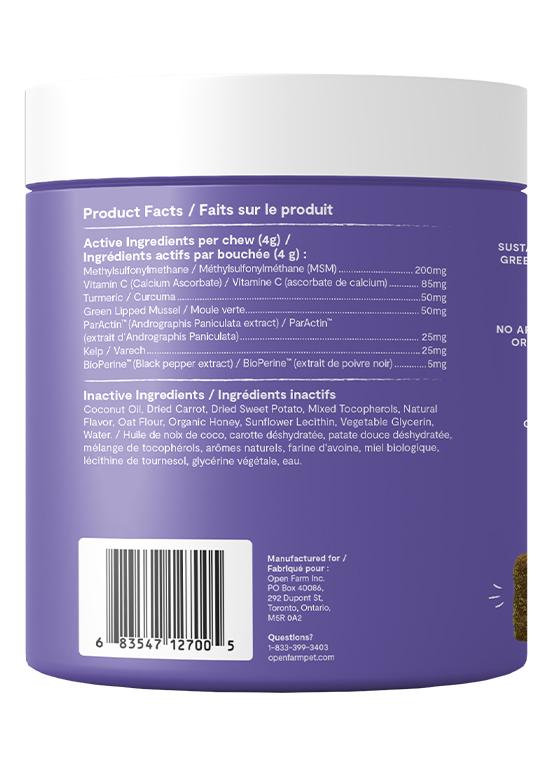 Product Facts / Faits sur le produit
Active Ingredients per chew (4g) /
Ingrédients actifs par bouchée (4 g) :
Methylsulfonylmethane / Méthylsulfonylméthane (MSM)........................200mg
Vitamin C (Calcium Ascorbate) / Vitamine C (ascorbate de calcium).........85mg
Turmeric / Curcuma...............................................................................50mg
Green Lipped Mussel / Moule verte.........................................................50mg
ParActin™ (Andrographis Paniculata extract) / ParActin™
(extrait d'Andrographis Paniculata)..........................................................25mg
Kelp / Varech.........................................................................................25mg
BioPerine™ (Black pepper extract) / BioPerine™ (extrait de poivre noir).........5mg
Inactive Ingredients / Ingrédients inactifs
Coconut Oil, Dried Carrot, Dried Sweet Potato, Mixed Tocopherols, Natural
Flavor, Oat Flour, Organic Honey, Sunflower Lecithin, Vegetable Glycerin,
Water. / Huile de noix de coco, carotte déshydratée, patate douce déshydratée,
mélange de tocophérols, arômes naturels, farine d'avoine, miel biologique,
lécithine de tournesol, glycérine végétale, eau.
6 83547 12700 5
Manufactured for /
Fabriqué pour :
Open Farm Inc.
PO Box 40086,
292 Dupont St,
Toronto, Ontario,
M5R 0A2
Questions?
1-833-399-3403
openfarmpet.com
SUSTA
GREE
NO AR
OR